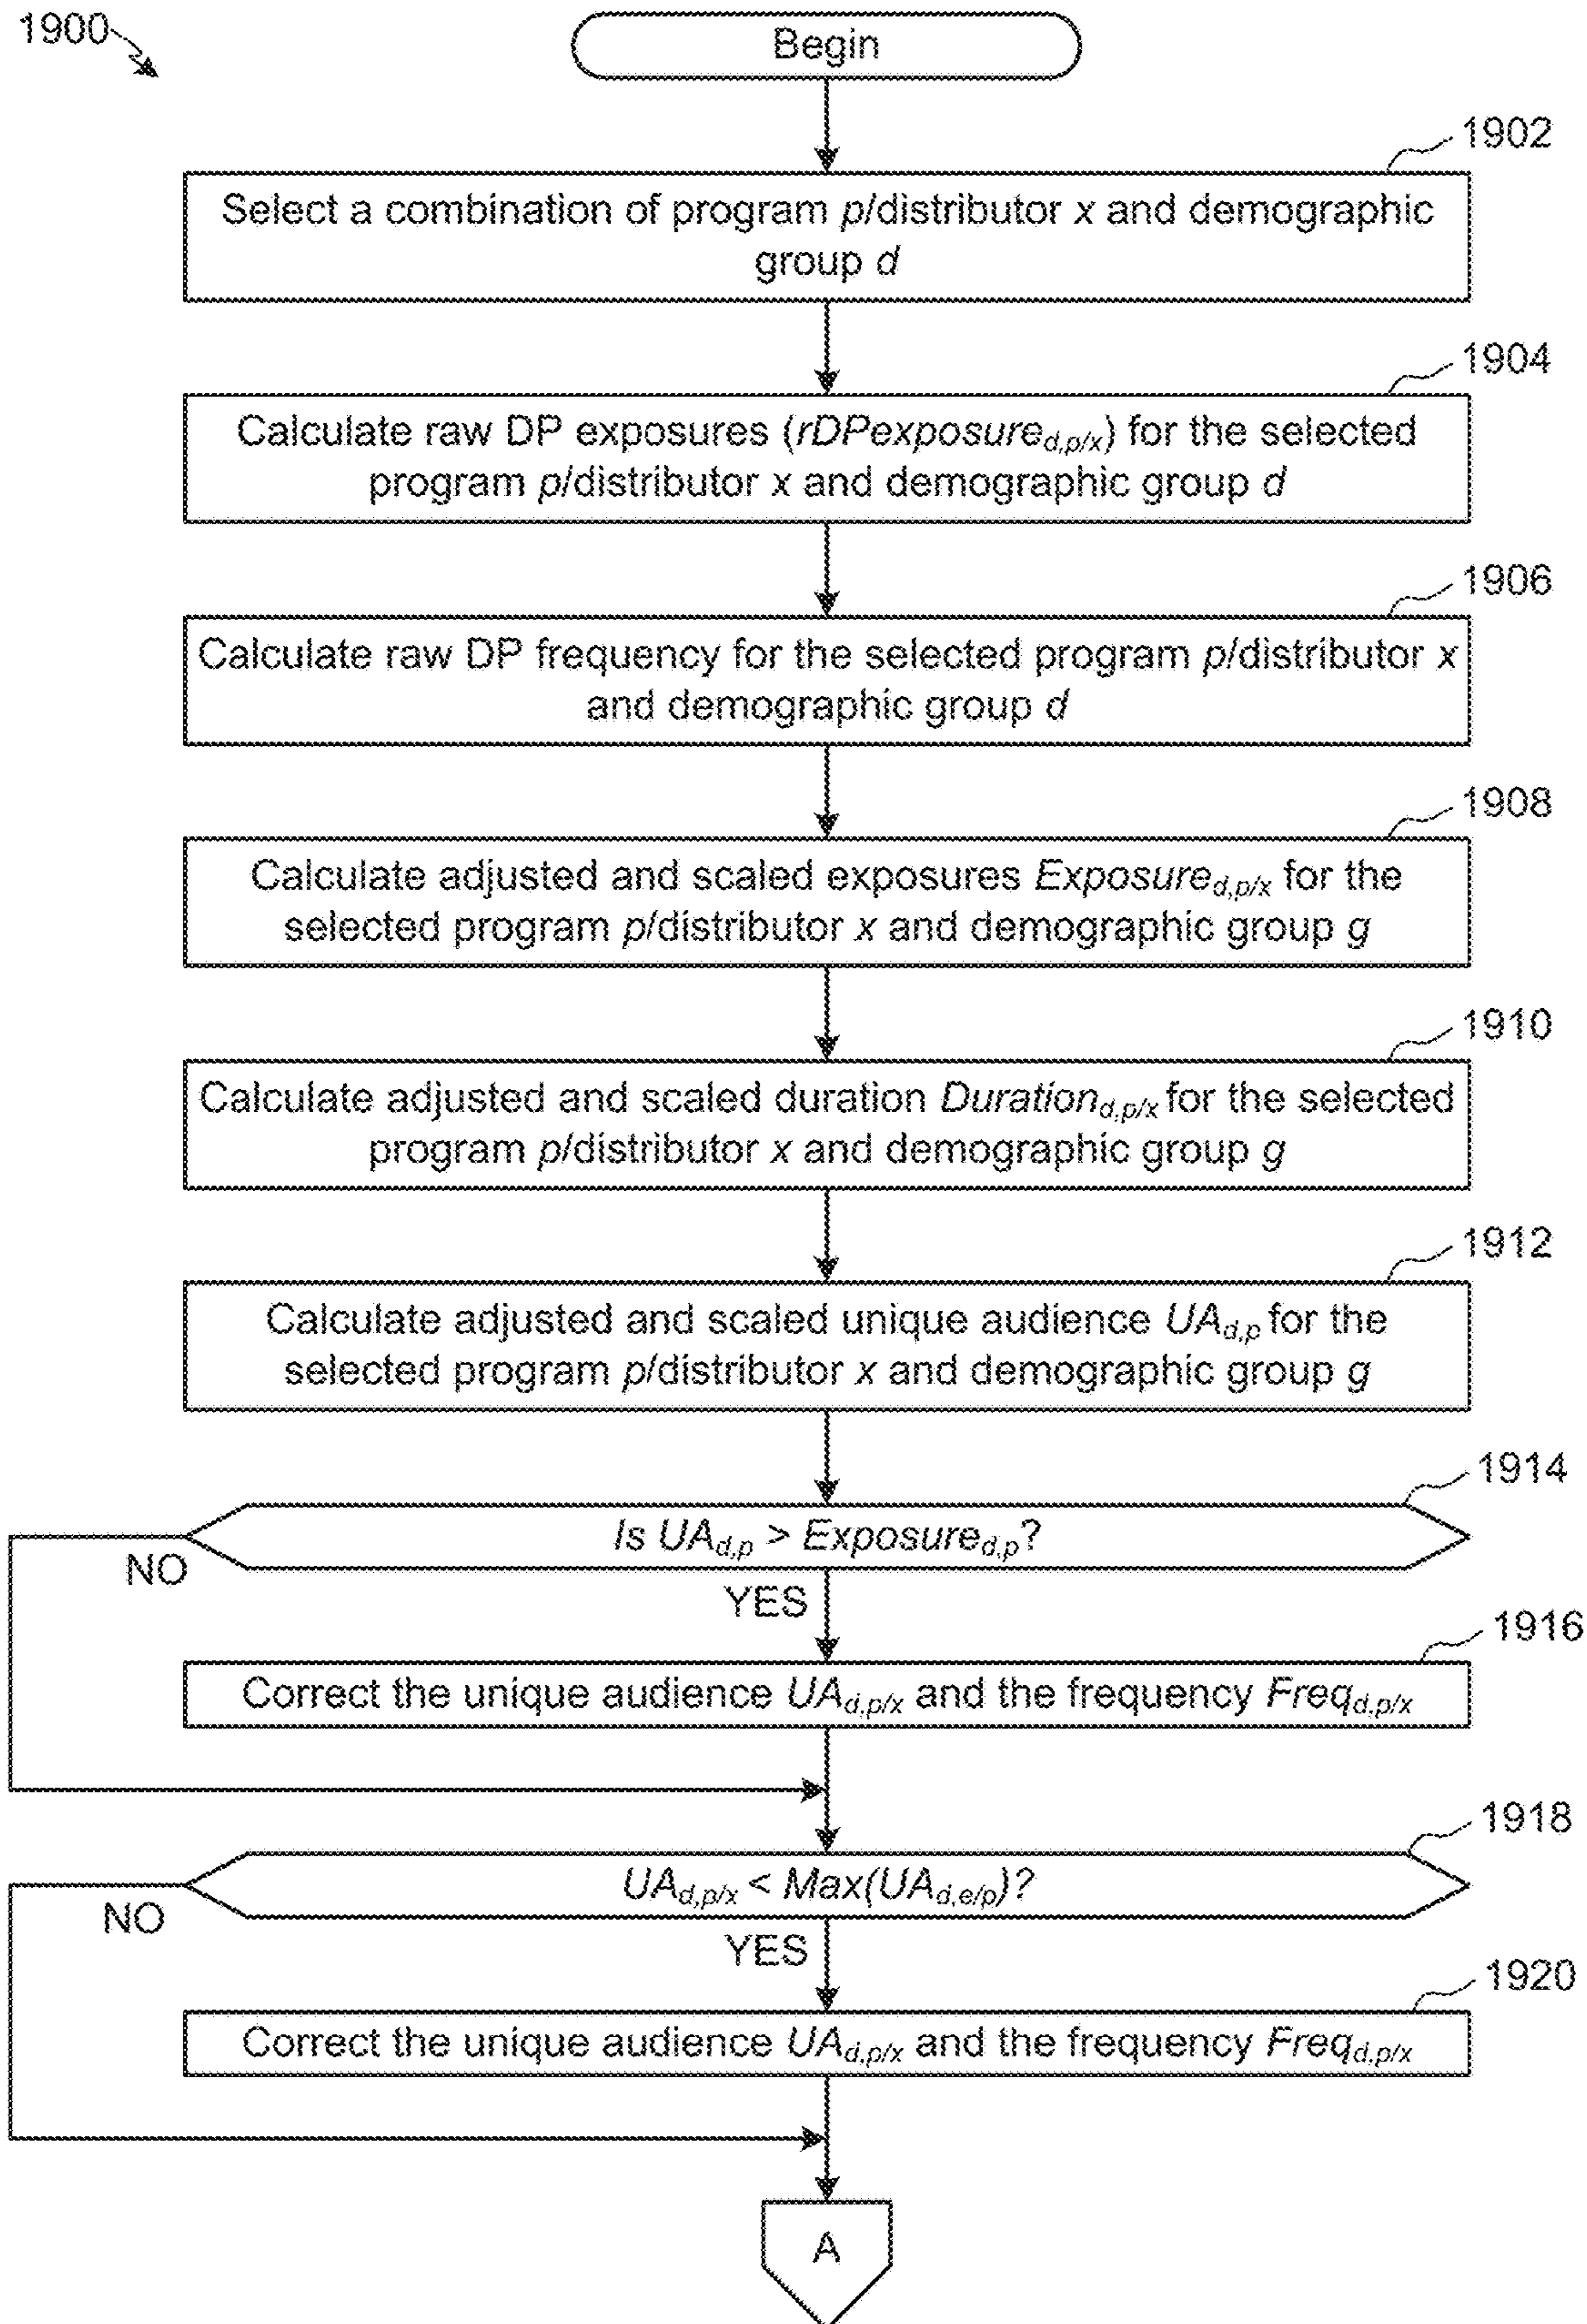 1900
Begin
1902
Select a combination of program p/distributor x and demographic
group d
1904
Calculate raw DP exposures (rDPexposured,p/x) for the selected
program p/distributor x and demographic group d
1906
Calculate raw DP frequency for the selected program p/distributor x
and demographic group d
1908
Calculate adjusted and scaled exposures Exposured,p/x for the
selected program p/distributor x and demographic group g
1910
Calculate adjusted and scaled duration Durationd,p/x for the selected
program p/distributor x and demographic group g
1912
Calculate adjusted and scaled unique audience UAd,p for the
selected program p/distributor x and demographic group g
1914
Is UAd,p > Exposured,p?
NO
YES
1916
Correct the unique audience UAd,p/x and the frequency Freqd,p/x
1918
UAd,p/x < Max(UAd,e/p)?
NO
YES
1920
Correct the unique audience UAd,p/x and the frequency Freqd,p/x
A